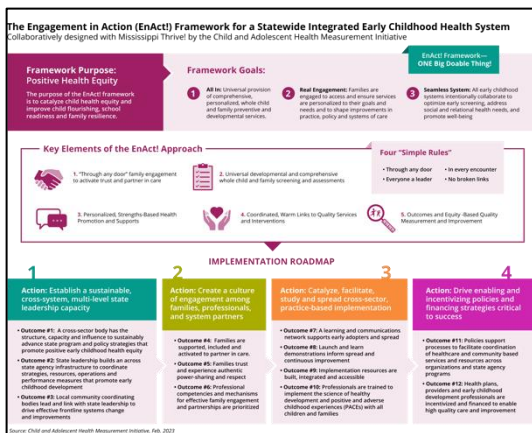 The Engagement in Action (EnAct!) Framework for a Statewide Integrated Early Childhood Health System
Collaboratively designed with Mississippi Thrive! by the Child and Adolescent Health Measurement Initiative
EnAct! Framework—
ONE Big Doable Thing!
Framework Purpose:
Positive Health Equity
The purpose of the EnAct! framework
is to catalyze child health equity and
improve child flourishing, school
readiness and family resilience.
Framework Goals:
1
All In: Universal provision
of comprehensive,
personalized, whole child
and family preventive and
developmental services.
2
Real Engagement: Families are
engaged to access and ensure services
are personalized to their goals and
needs and to shape improvements in
practice, policy and systems of care
3
Seamless System: All early childhood
systems intentionally collaborate to
optimize early screening, address
social and relational health needs, and
promote well-being
Key Elements of the EnAct! Approach
Four "Simple Rules"
• Through any door
• In every encounter
• Everyone a leader
• No broken links
1. "Through any door" family engagement
to activate trust and partner in care
2. Universal developmental and comprehensive
whole child and family screening and assessments
3. Personalized, Strengths-Based Health
Promotion and Supports
4. Coordinated, Warm Links to Quality Services
and Interventions
5. Outcomes and Equity -Based Quality
Measurement and Improvement
IMPLEMENTATION ROADMAP
1
Action: Establish a sustainable,
cross-system, multi-level state
leadership capacity
• Outcome #1: A cross-sector body has the
structure, capacity and influence to sustainably
advance state program and policy strategies that
promote positive early childhood health equity
• Outcome #2: State leadership builds an across
state agency infrastructure to coordinate
strategies, resources, operations and
performance measures that promote early
childhood development
• Outcome #3: Local community coordinating
bodies lead and link with state leadership to
drive effective frontline systems change
and improvements
2
Action: Create a culture
of engagement among
families, professionals,
and system partners
• Outcome #4: Families are
supported, included and
activated to partner in care.
• Outcome #5: Families trust
and experience authentic
power-sharing and respect
• Outcome #6: Professional
competencies and mechanisms
for effective family engagement
and partnerships are prioritized
3
Action: Catalyze, facilitate,
study and spread cross-sector,
practice-based implementation
• Outcome #7: A learning and communications
network supports early adopters and spread
• Outcome #8: Launch and learn
demonstrations inform spread and
continuous improvement
• Outcome #9: Implementation resources are
built, integrated and accessible
• Outcome #10: Professionals are trained to
implement the science of healthy
development and positive and adverse
childhood experiences (PACEs) with all
children and families
4
Action: Drive enabling and
incentivizing policies and
financing strategies critical
to success
• Outcome #11: Policies support
processes to facilitate coordination
of healthcare and community based
services and resources across
organizations and state agency
programs
• Outcome #12: Health plans,
providers and early childhood
development professionals are
incentivized and financed to enable
high quality care and improvement
Source: Child and Adolescent Health Measurement Initiative, Feb, 2023